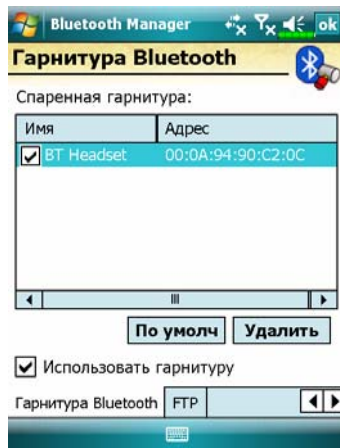 Bluetooth Manager ok
Гарнитура Bluetooth
Спаренная гарнитура:
Имя Адрес
BT Headset 00:0A:94:90:C2:0C
По умолч Удалить
Использовать гарнитуру
Гарнитура Bluetooth FTP